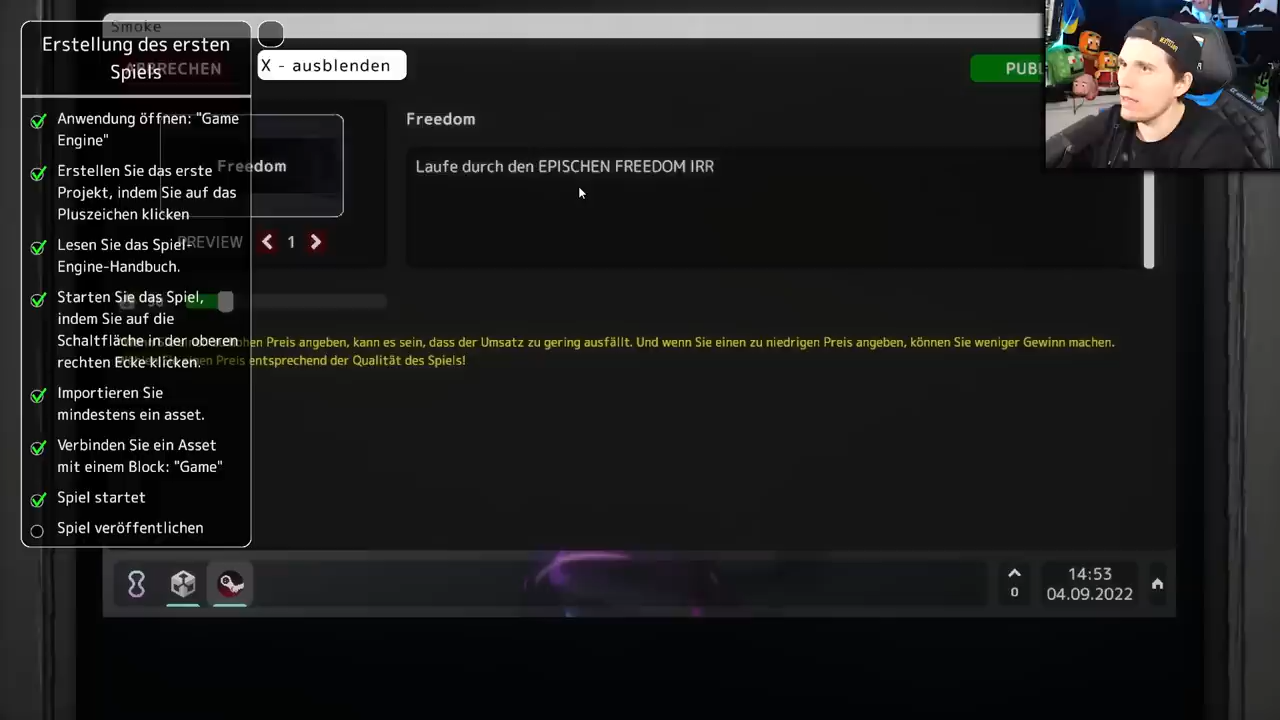 Smoke
Erstellung des ersten
Spiels
X - ausblenden
BRECHEN
PUBL
Anwendung öffnen: "Game
Engine"
Erstellen Sie das erste
Projekt, indem Sie auf das
Pluszeichen klicken
Lesen Sie das Spiel-
Engine-Handbuch.
Starten Sie das Spiel,
indem Sie auf die
Schaltfläche in der oberen
rechten Ecke klicken.
Importieren Sie
mindestens ein asset.
Verbinden Sie ein Asset
mit einem Block: "Game"
Spiel startet
Spiel veröffentlichen
Freedom
PREVIEW
1
Freedom
Laufe durch den EPISCHEN FREEDOM IRR
hohen Preis angeben, kann es sein, dass der Umsatz zu gering ausfällt. Und wenn Sie einen zu niedrigen Preis angeben, können Sie weniger Gewinn machen.
Preis entsprechend der Qualität des Spiels!
0
14:53
04.09.2022